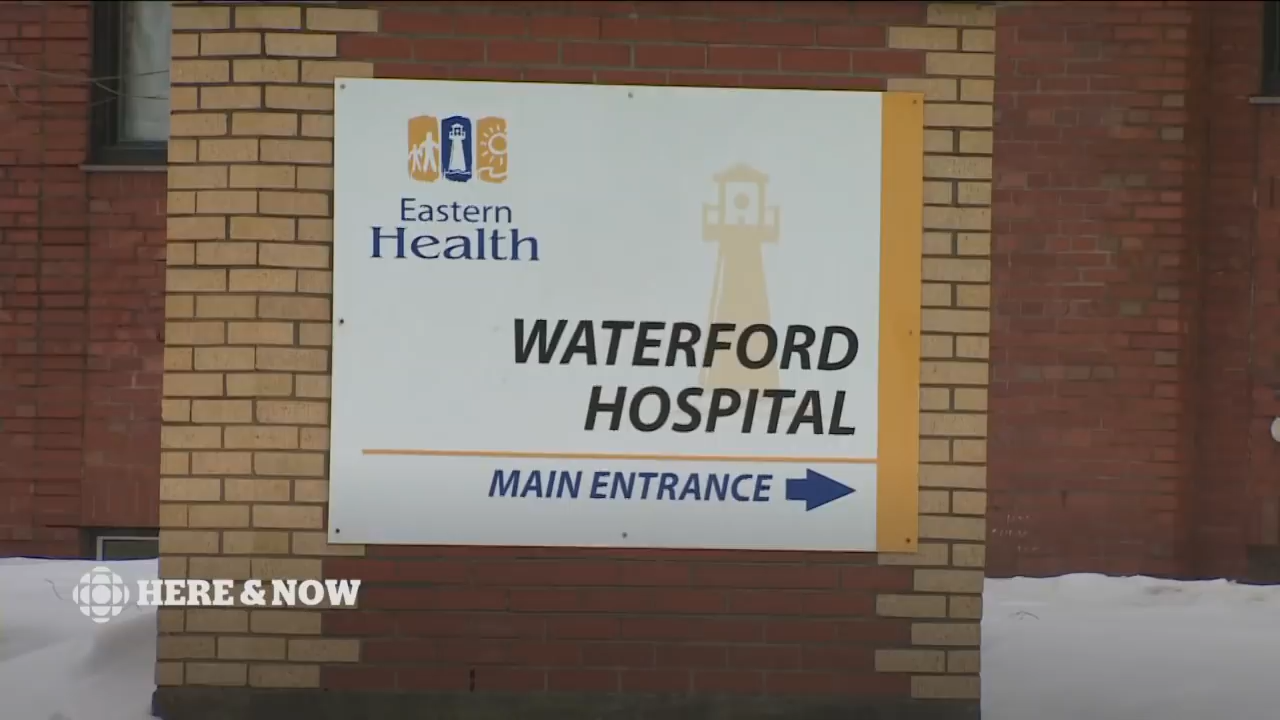 Eastern
Health
WATERFORD
HOSPITAL
MAIN ENTRANCE
HERE & NOW